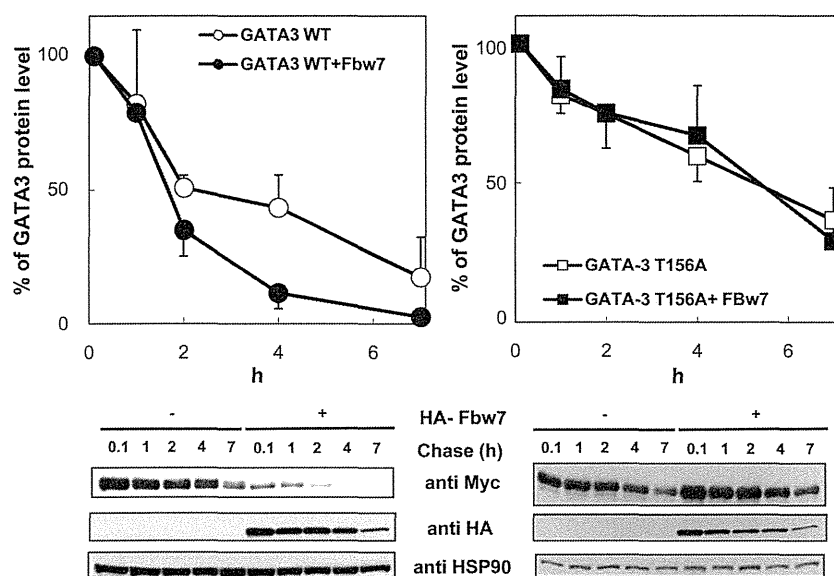 % of GATA3 protein level
100
50
0
GATA3 WT
GATA3 WT+Fbw7
0 2 4 6
h
% of GATA3 protein level
100
50
0
GATA-3 T156A
GATA-3 T156A+ FBw7
0 2 4 6
h
- + HA- Fbw7 - +
0.1 1 2 4 7 0.1 1 2 4 7 Chase (h) 0.1 1 2 4 7 0.1 1 2 4 7
anti Myc
anti HA
anti HSP90